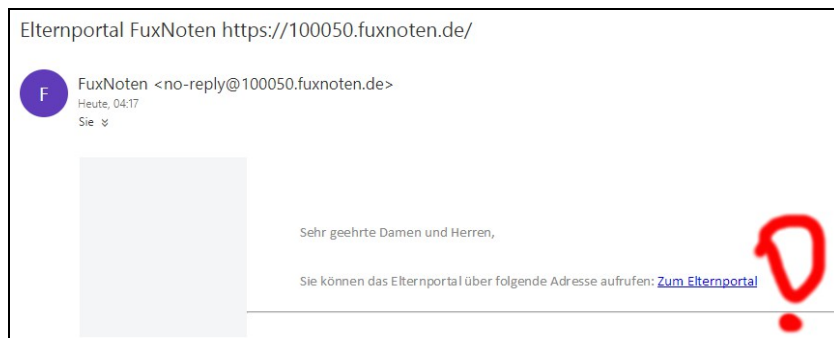 Elternportal FuxNoten https://100050.fuxnoten.de/
F
FuxNoten <no-reply@100050.fuxnoten.de>
Heute, 04:17
Sie
Sehr geehrte Damen und Herren,
Sie können das Elternportal über folgende Adresse aufrufen: Zum Elternportal
?